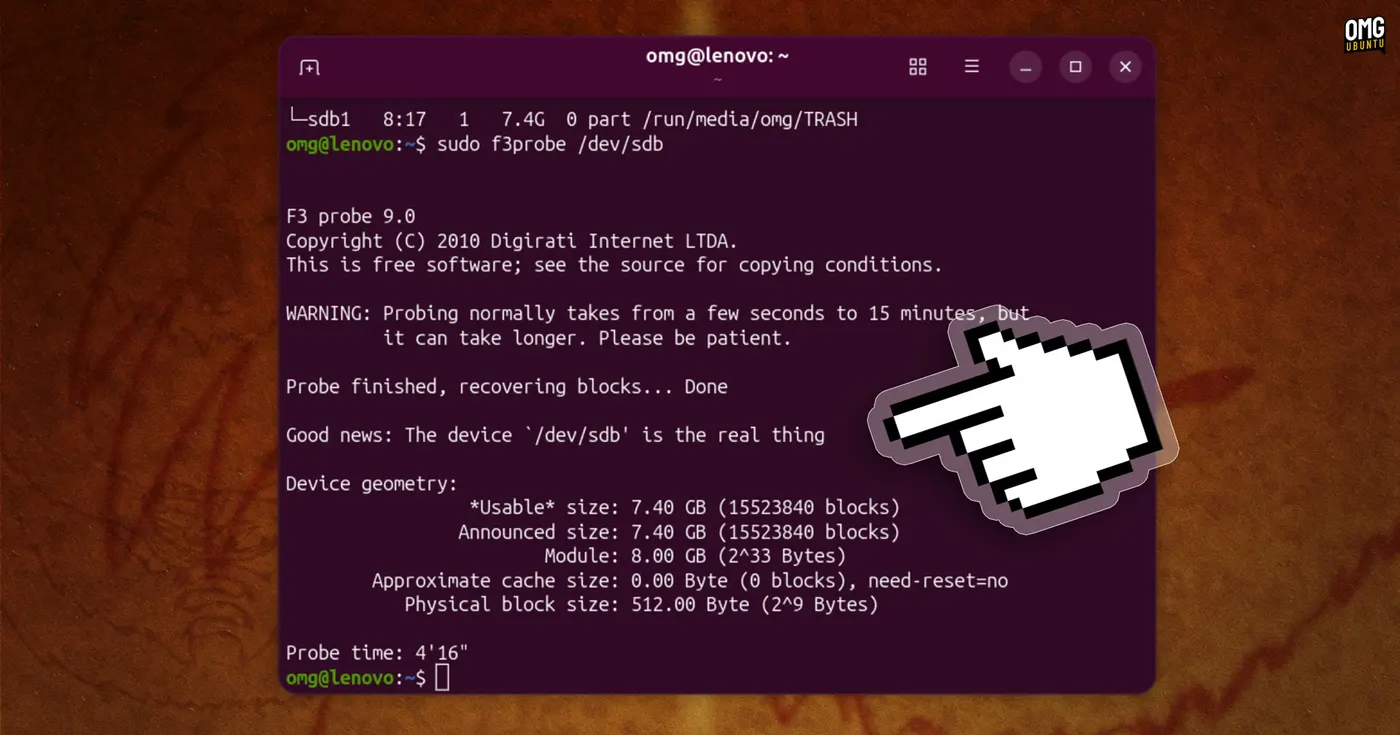 OMG
UBUNTU
omg@lenovo: ~
~
└─sdb1   8:17   1   7.4G  0 part /run/media/omg/TRASH
omg@lenovo:~$ sudo f3probe /dev/sdb
F3 probe 9.0
Copyright (C) 2010 Digirati Internet LTDA.
This is free software; see the source for copying conditions.
WARNING: Probing normally takes from a few seconds to 15 minutes, but
         it can take longer. Please be patient.
Probe finished, recovering blocks... Done
Good news: The device `/dev/sdb' is the real thing
Device geometry:
                 *Usable* size: 7.40 GB (15523840 blocks)
                Announced size: 7.40 GB (15523840 blocks)
                        Module: 8.00 GB (2^33 Bytes)
        Approximate cache size: 0.00 Byte (0 blocks), need-reset=no
           Physical block size: 512.00 Byte (2^9 Bytes)
Probe time: 4'16"
omg@lenovo:~$